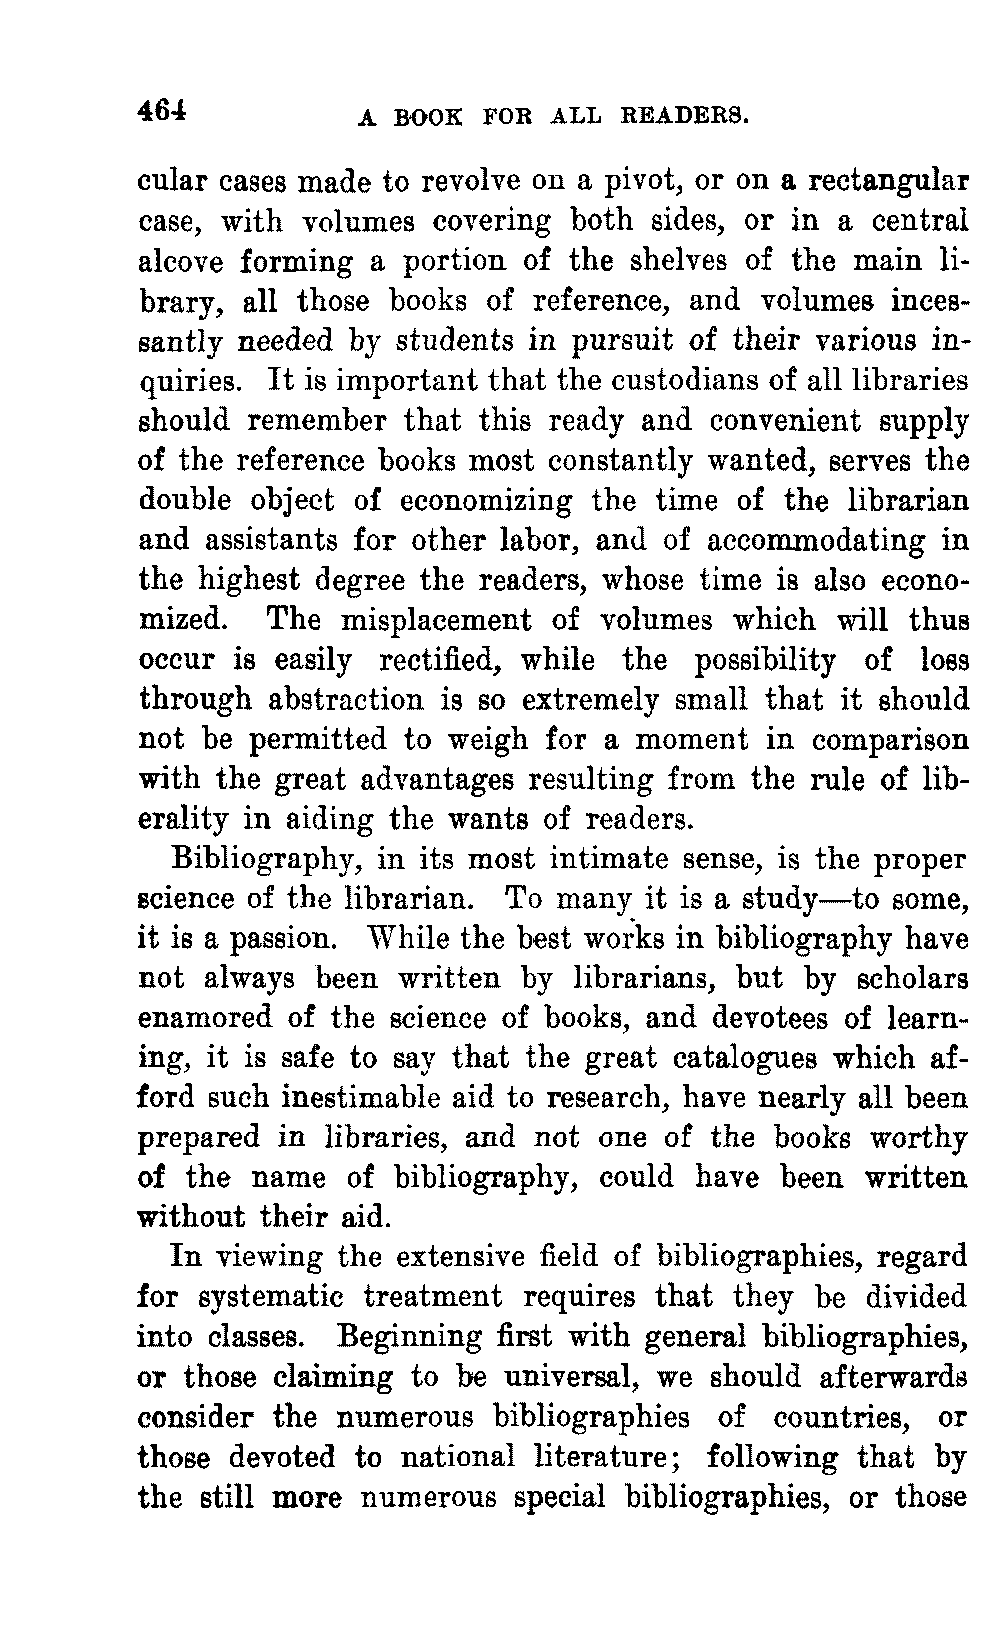 464 A BOOK FOR ALL READERS.
cular cases made to revolve on a pivot, or on a rectangular
case, with volumes covering both sides, or in a central
alcove forming a portion of the shelves of the main li-
brary, all those books of reference, and volumes inces-
santly needed by students in pursuit of their various in-
quiries. It is important that the custodians of all libraries
should remember that this ready and convenient supply
of the reference books most constantly wanted, serves the
double object of economizing the time of the librarian
and assistants for other labor, and of accommodating in
the highest degree the readers, whose time is also econo-
mized. The misplacement of volumes which will thus
occur is easily rectified, while the possibility of loss
through abstraction is so extremely small that it should
not be permitted to weigh for a moment in comparison
with the great advantages resulting from the rule of lib-
erality in aiding the wants of readers.
Bibliography, in its most intimate sense, is the proper
science of the librarian. To many it is a study—to some,
it is a passion. While the best works in bibliography have
not always been written by librarians, but by scholars
enamored of the science of books, and devotees of learn-
ing, it is safe to say that the great catalogues which af-
ford such inestimable aid to research, have nearly all been
prepared in libraries, and not one of the books worthy
of the name of bibliography, could have been written
without their aid.
In viewing the extensive field of bibliographies, regard
for systematic treatment requires that they be divided
into classes. Beginning first with general bibliographies,
or those claiming to be universal, we should afterwards
consider the numerous bibliographies of countries, or
those devoted to national literature; following that by
the still more numerous special bibliographies, or those